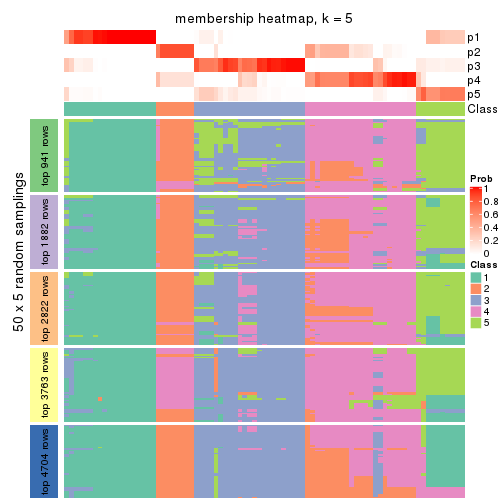 membership heatmap, k = 5
p1
p2
p3
p4
p5
Class
50 x 5 random samplings
top 941 rows
top 1882 rows
top 2822 rows
top 3763 rows
top 4704 rows
Prob
1
0.8
0.6
0.4
0.2
0
Class
1
2
3
4
5